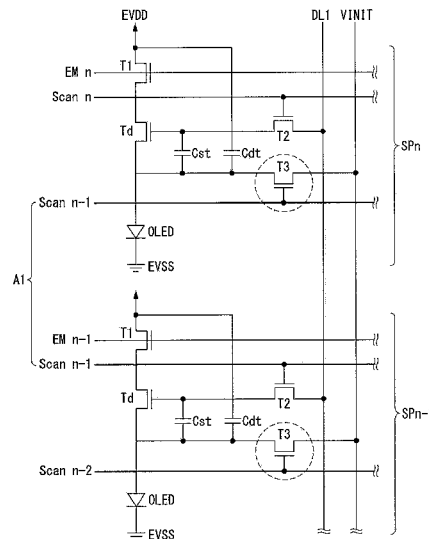 EVDD
DL1 VINIT
T1
EM n
Scan n
Td
T2
Cst
Cdt
T3
SPn
Scan n-1
OLED
EVSS
A1
T1
EM n-1
Scan n-1
Td
T2
Cst
Cdt
T3
SPn-
Scan n-2
OLED
EVSS